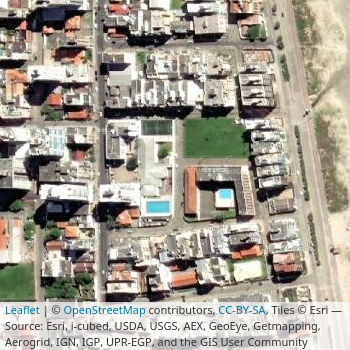 Leaflet | © OpenStreetMap contributors, CC-BY-SA, Tiles © Esri —
Source: Esri, i-cubed, USDA, USGS, AEX, GeoEye, Getmapping,
Aerogrid, IGN, IGP, UPR-EGP, and the GIS User Community